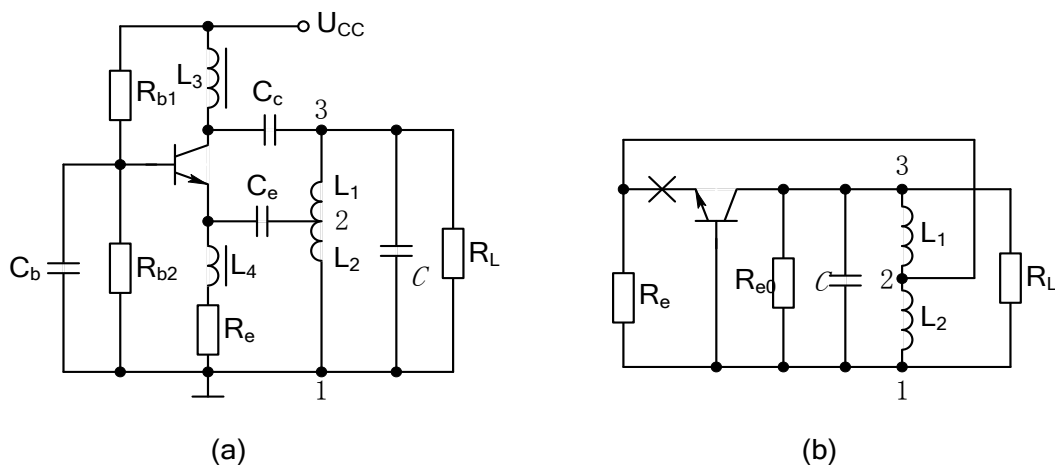 U_CC
L_3
R_b1
C_c
3
C_e
L_1
2
C_b
R_b2
L_4
L_2
C
R_L
R_e
1
(a)
3
L_1
R_e
R_e0
C
2
R_L
L_2
1
(b)